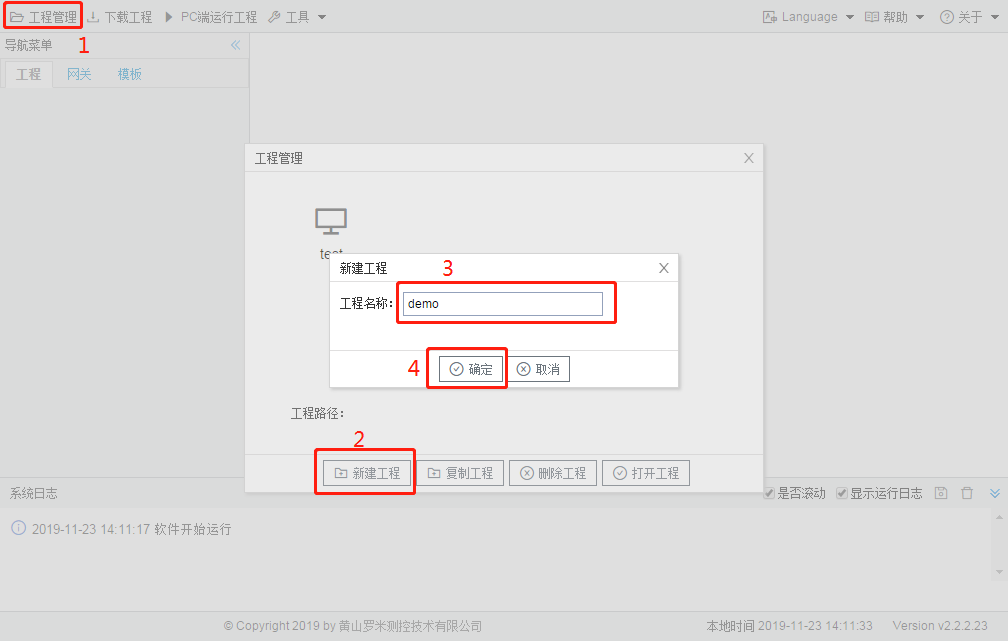 工程管理 下载工程 PC端运行工程 工具 Language 帮助 关于
导航菜单 1
工程 网关 模板
工程管理
test
新建工程 3
工程名称: demo
4 确定 取消
工程路径:
2
新建工程 复制工程 删除工程 打开工程
系统日志 是否滚动 显示运行日志
2019-11-23 14:11:17 软件开始运行
© Copyright 2019 by 黄山罗米测控技术有限公司 本地时间 2019-11-23 14:11:33 Version v2.2.2.23